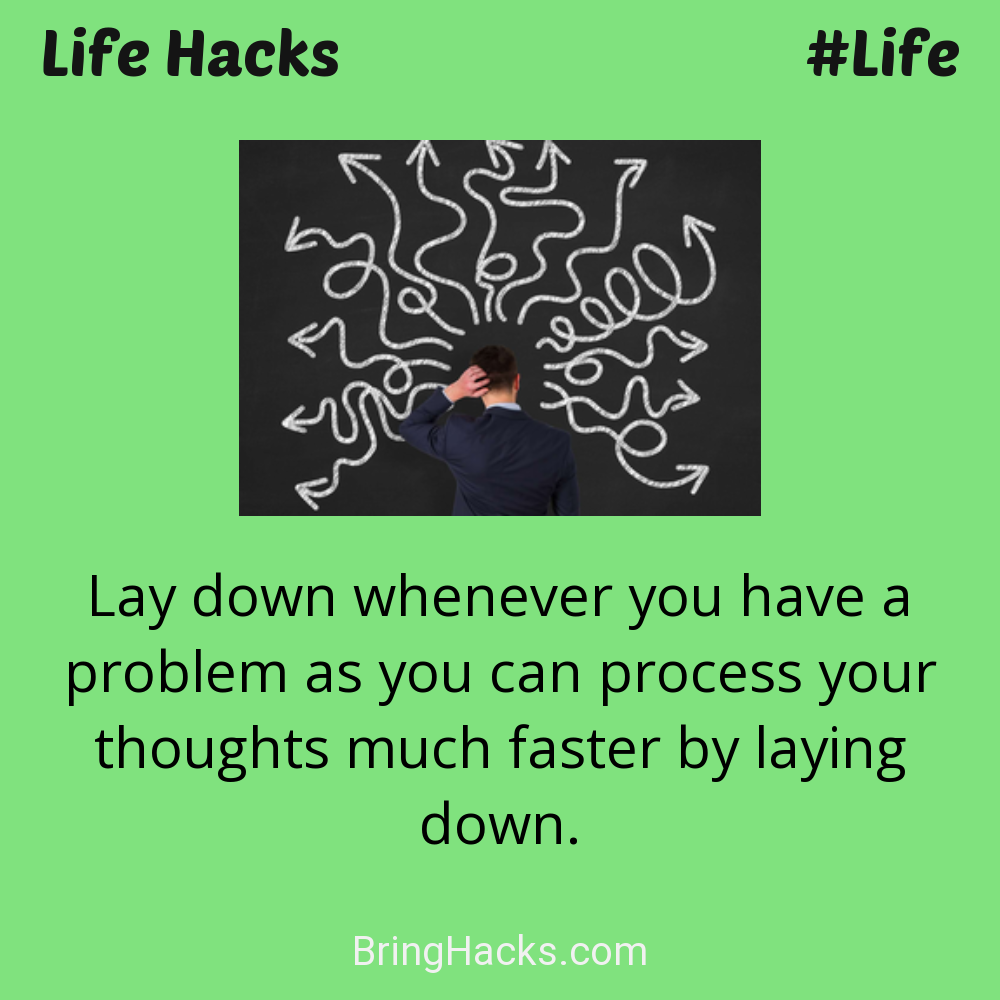 Life Hacks
#Life
Lay down whenever you have a
problem as you can process your
thoughts much faster by laying
down.
BringHacks.com